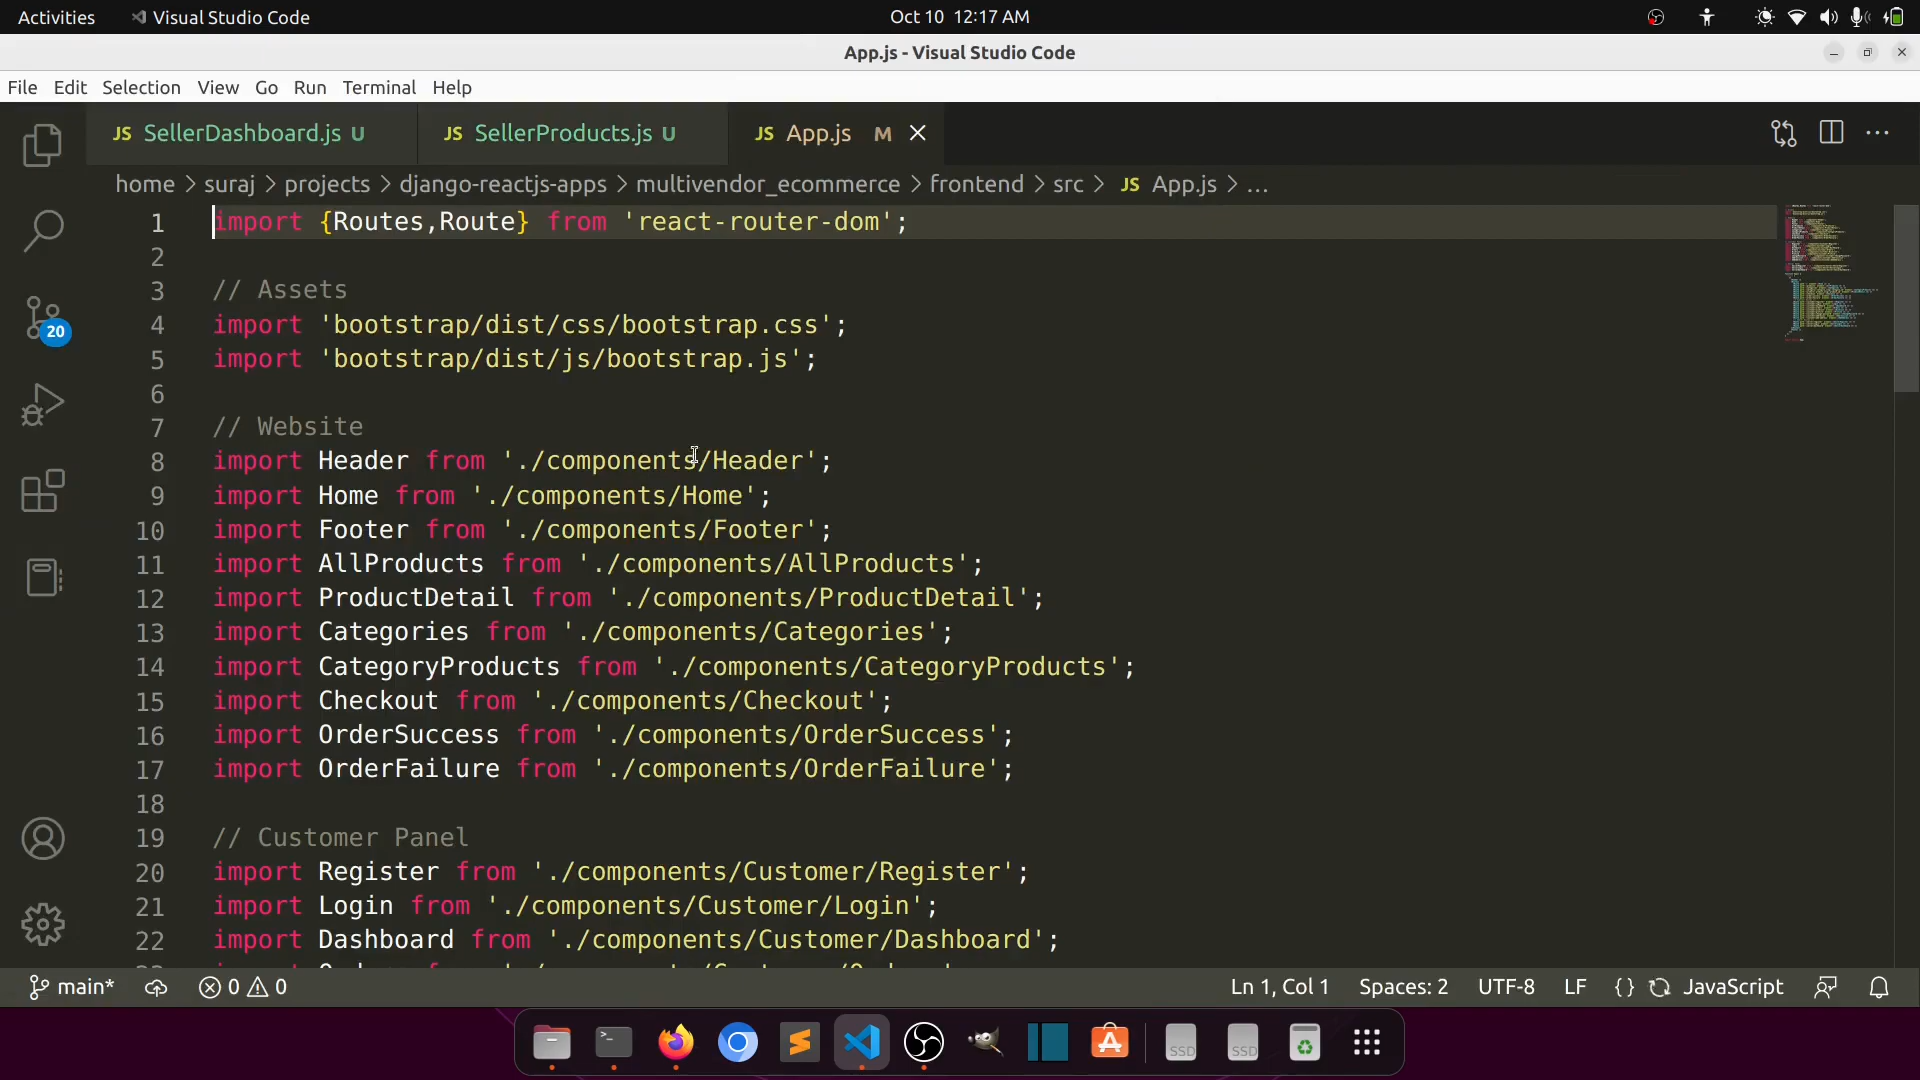 Activities Visual Studio Code Oct 10 12:17 AM
App.js - Visual Studio Code
File Edit Selection View Go Run Terminal Help
JS SellerDashboard.js U JS SellerProducts.js U JS App.js M
home > suraj > projects > django-reactjs-apps > multivendor_ecommerce > frontend > src > JS App.js > ...
1 import {Routes,Route} from 'react-router-dom';
2
3 // Assets
4 import 'bootstrap/dist/css/bootstrap.css';
5 import 'bootstrap/dist/js/bootstrap.js';
6
7 // Website
8 import Header from './components/Header';
9 import Home from './components/Home';
10 import Footer from './components/Footer';
11 import AllProducts from './components/AllProducts';
12 import ProductDetail from './components/ProductDetail';
13 import Categories from './components/Categories';
14 import CategoryProducts from './components/CategoryProducts';
15 import Checkout from './components/Checkout';
16 import OrderSuccess from './components/OrderSuccess';
17 import OrderFailure from './components/OrderFailure';
18
19 // Customer Panel
20 import Register from './components/Customer/Register';
21 import Login from './components/Customer/Login';
22 import Dashboard from './components/Customer/Dashboard';
20
main* 0 0 Ln 1, Col 1 Spaces: 2 UTF-8 LF {} JavaScript
SSD SSD